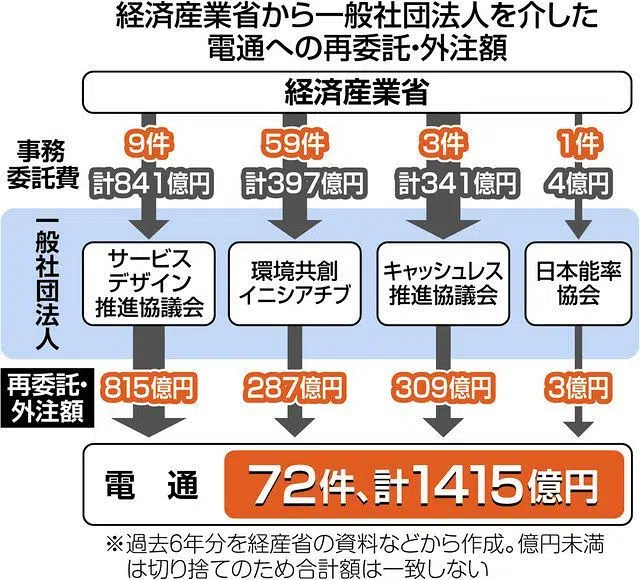 経済産業省から一般社団法人を介した
電通への再委託・外注額
経済産業省
事務
委託費
9件
計841億円
59件
計397億円
3件
計341億円
1件
4億円
一般社団法人
サービス
デザイン
推進協議会
環境共創
イニシアチブ
キャッシュレス
推進協議会
日本能率
協会
再委託・
外注額
815億円
287億円
309億円
3億円
電通
72件、計1415億円
※過去6年分を経産省の資料などから作成。億円未満
は切り捨てのため合計額は一致しない